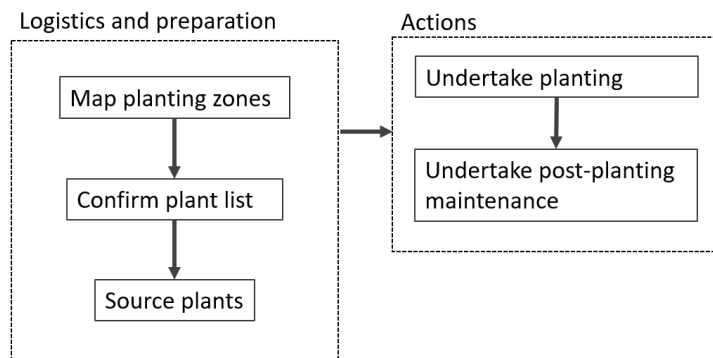 Logistics and preparation
Map planting zones
Confirm plant list
Source plants
Actions
Undertake planting
Undertake post-planting
maintenance